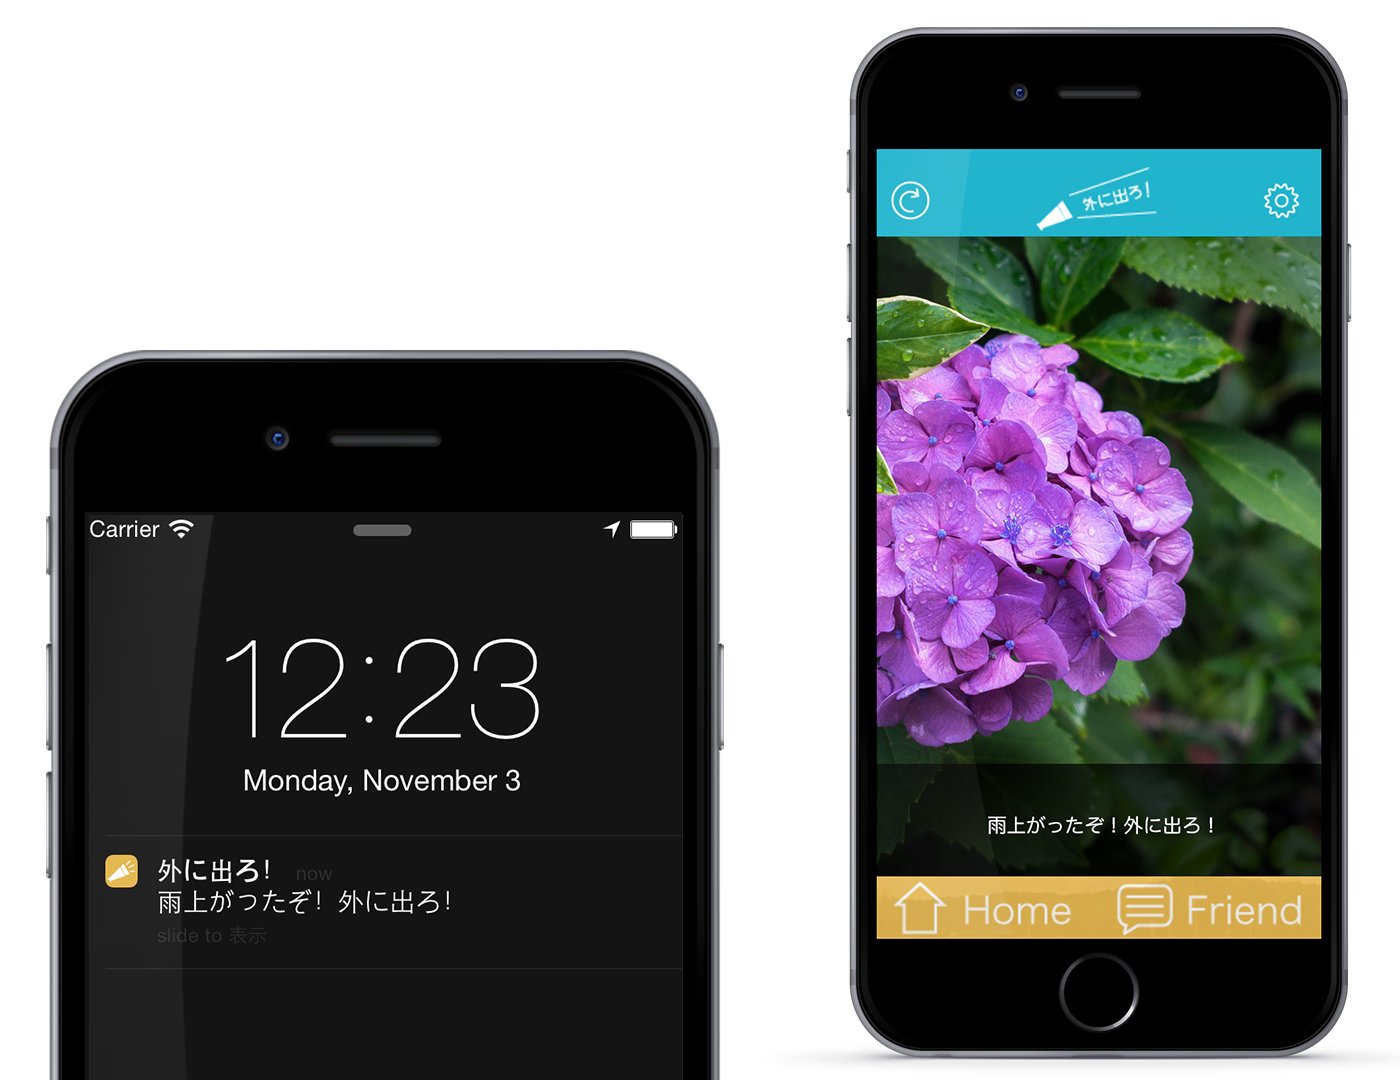 Carrier
12:23
Monday, November 3
外に出ろ! now
雨上がったぞ! 外に出ろ!
slide to 表示
外に出ろ!
雨上がったぞ！外に出ろ！
Home Friend